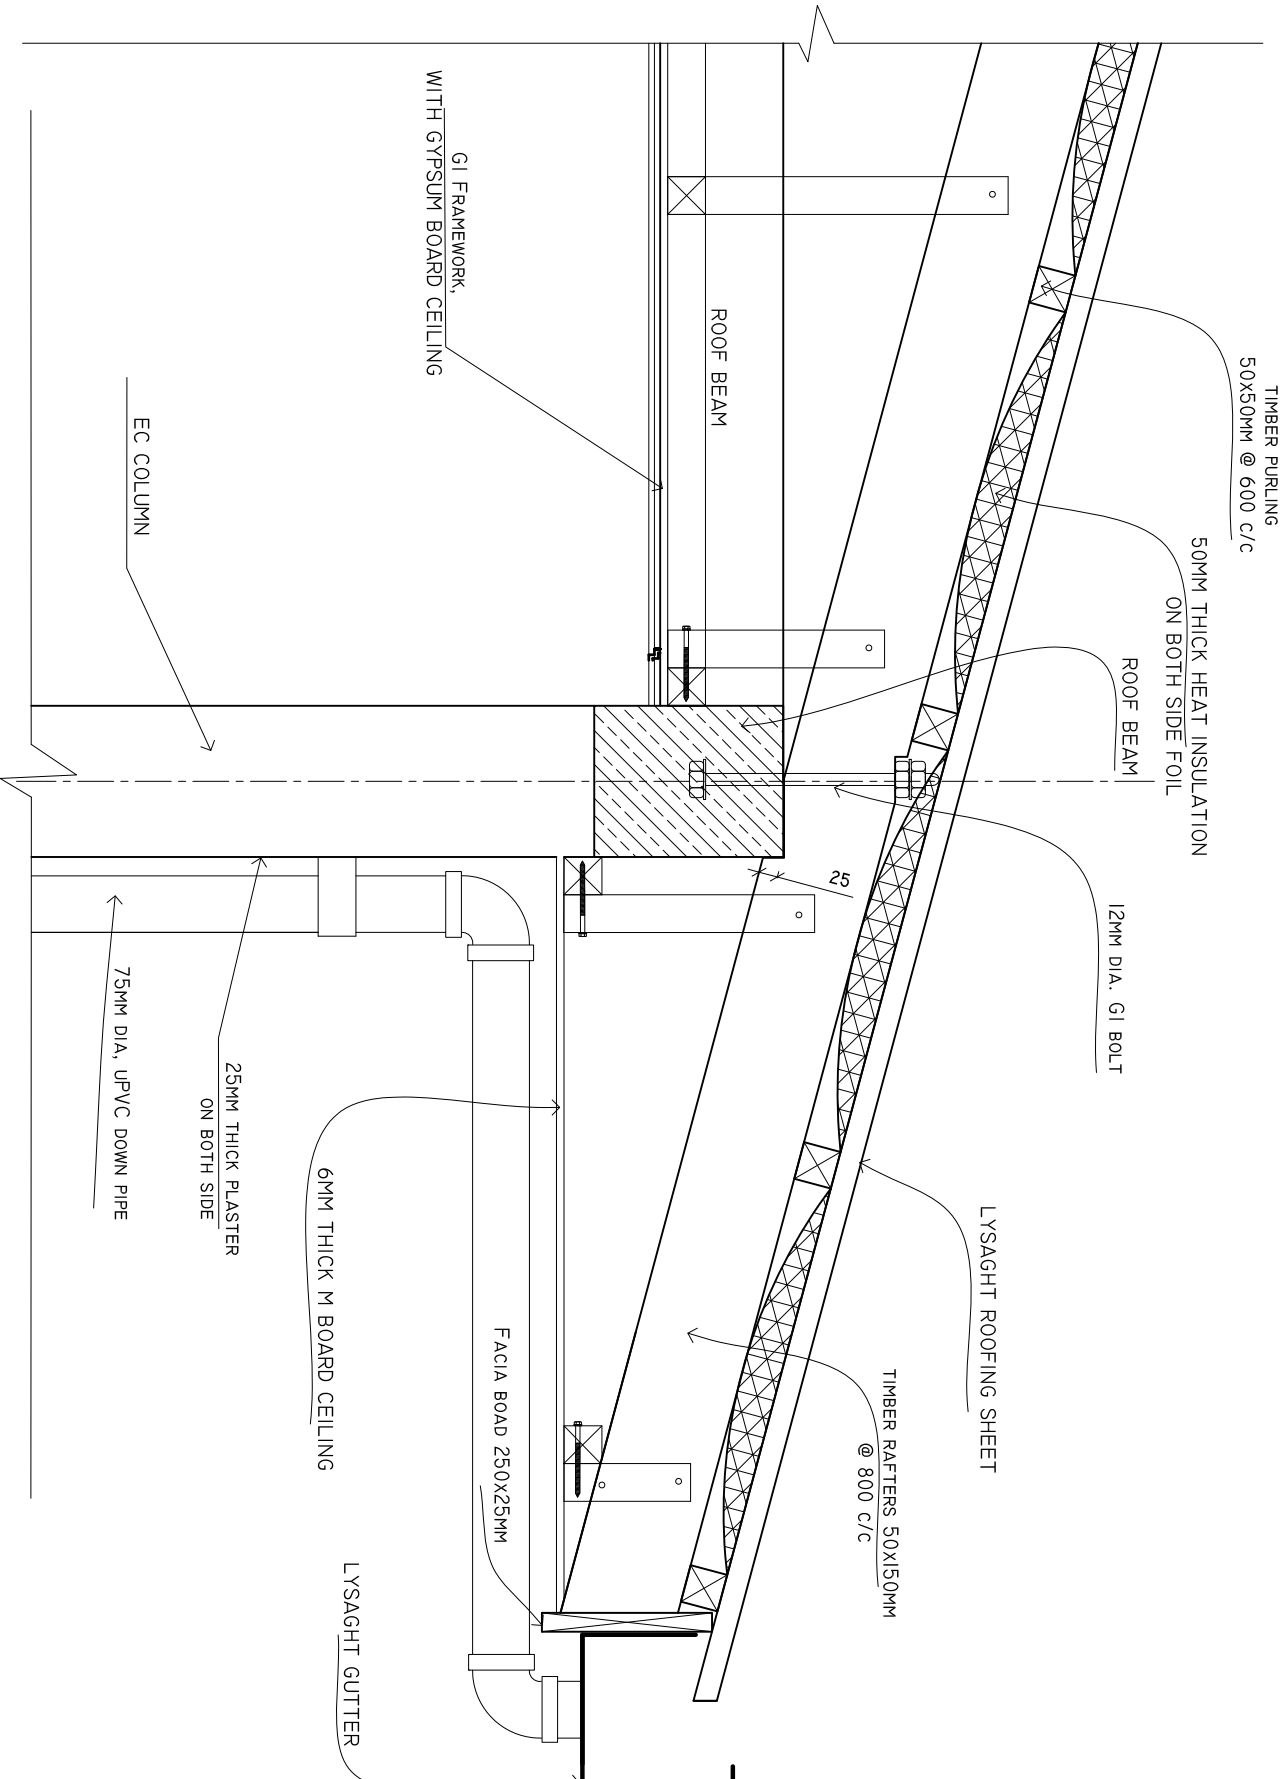 TIMBER PURLING
50X50MM @ 600 C/C
50MM THICK HEAT INSULATION
ON BOTH SIDE FOIL
ROOF BEAM
12MM DIA. GI BOLT
LYSAGHT ROOFING SHEET
TIMBER RAFTERS 50X150MM
@ 800 C/C
25
ROOF BEAM
GI FRAMEWORK,
WITH GYPSUM BOARD CEILING
EC COLUMN
FACIA BOAD 250X25MM
LYSAGHT GUTTER
6MM THICK M BOARD CEILING
25MM THICK PLASTER
ON BOTH SIDE
75MM DIA, UPVC DOWN PIPE